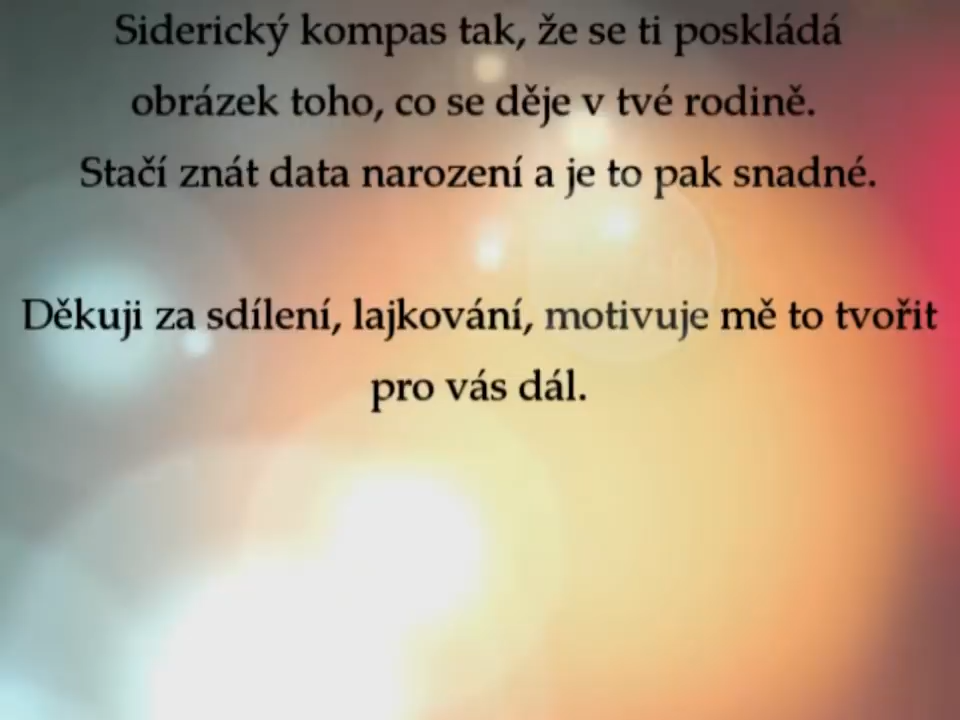 Siderický kompas tak, že se ti poskládá
obrázek toho, co se děje v tvé rodině.
Stačí znát data narození a je to pak snadné.
Děkuji za sdílení, lajkování, motivuje mě to tvořit
pro vás dál.